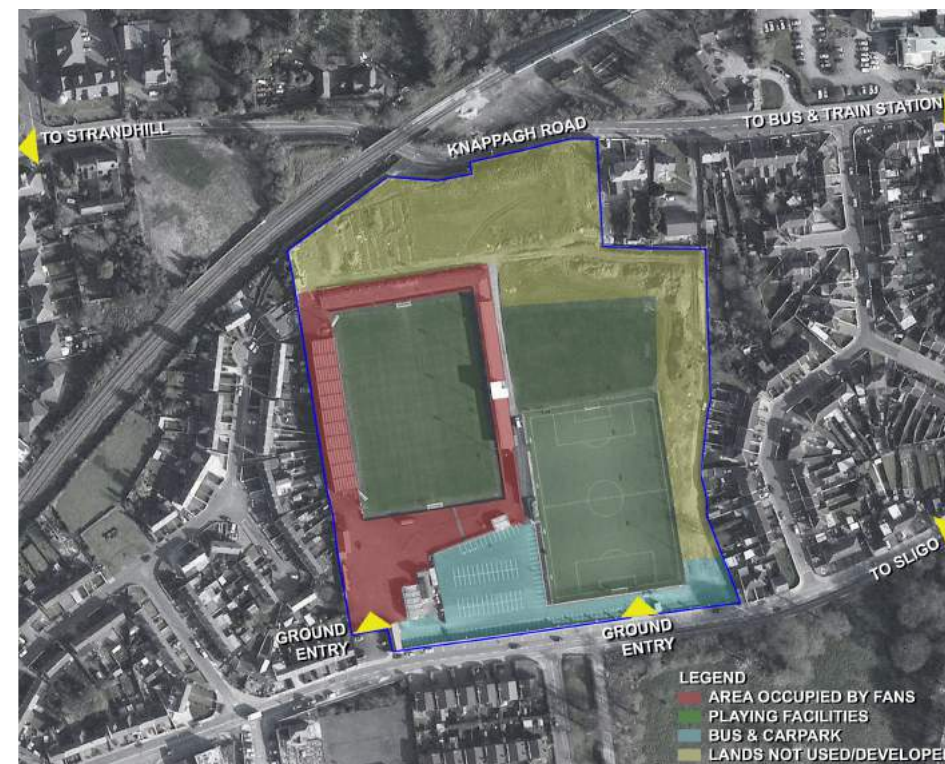 TO STRANDHILL
KNAPPAGH ROAD
TO BUS & TRAIN STATION
TO SLIGO
GROUND
ENTRY
GROUND
ENTRY
LEGEND
AREA OCCUPIED BY FANS
PLAYING FACILITIES
BUS & CARPARK
LANDS NOT USED/DEVELOPE